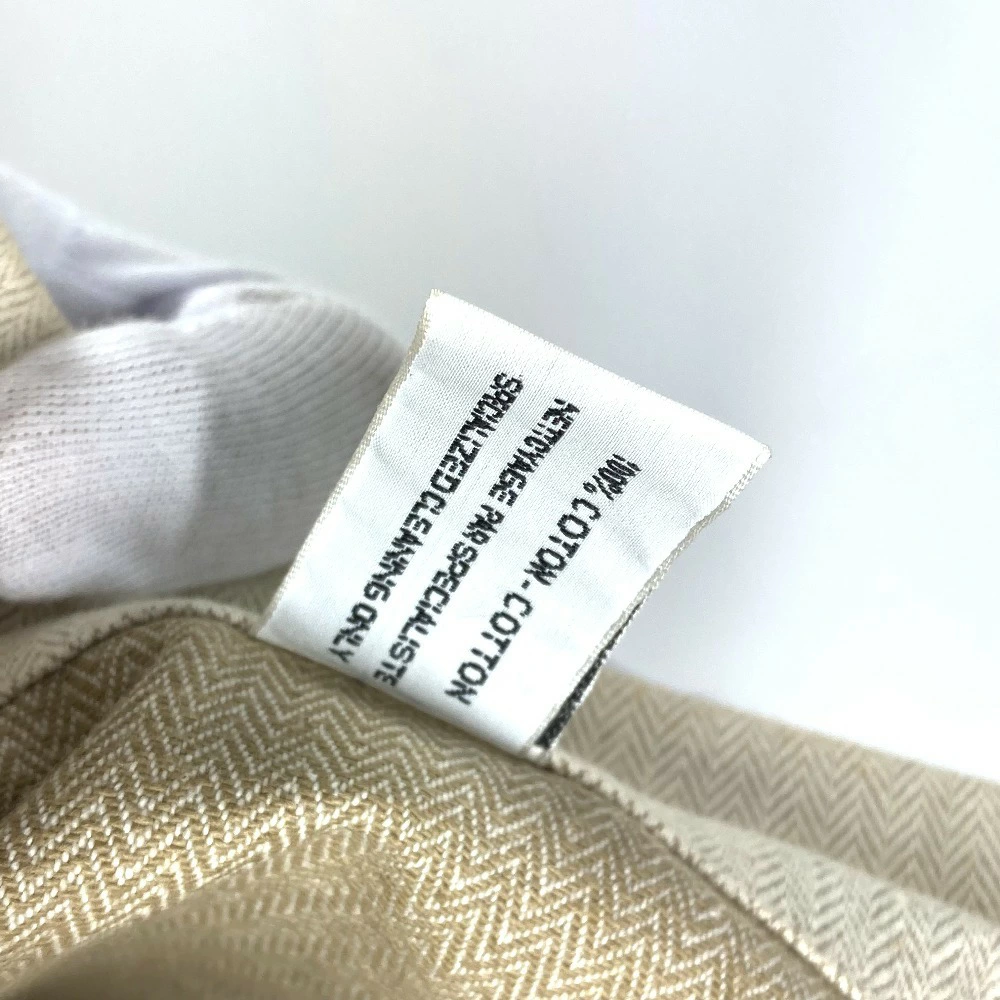 100% COTON - COTTON
NETTOYAGE PAR SPECIALISTE
SPECIALIZED CLEANING ONLY